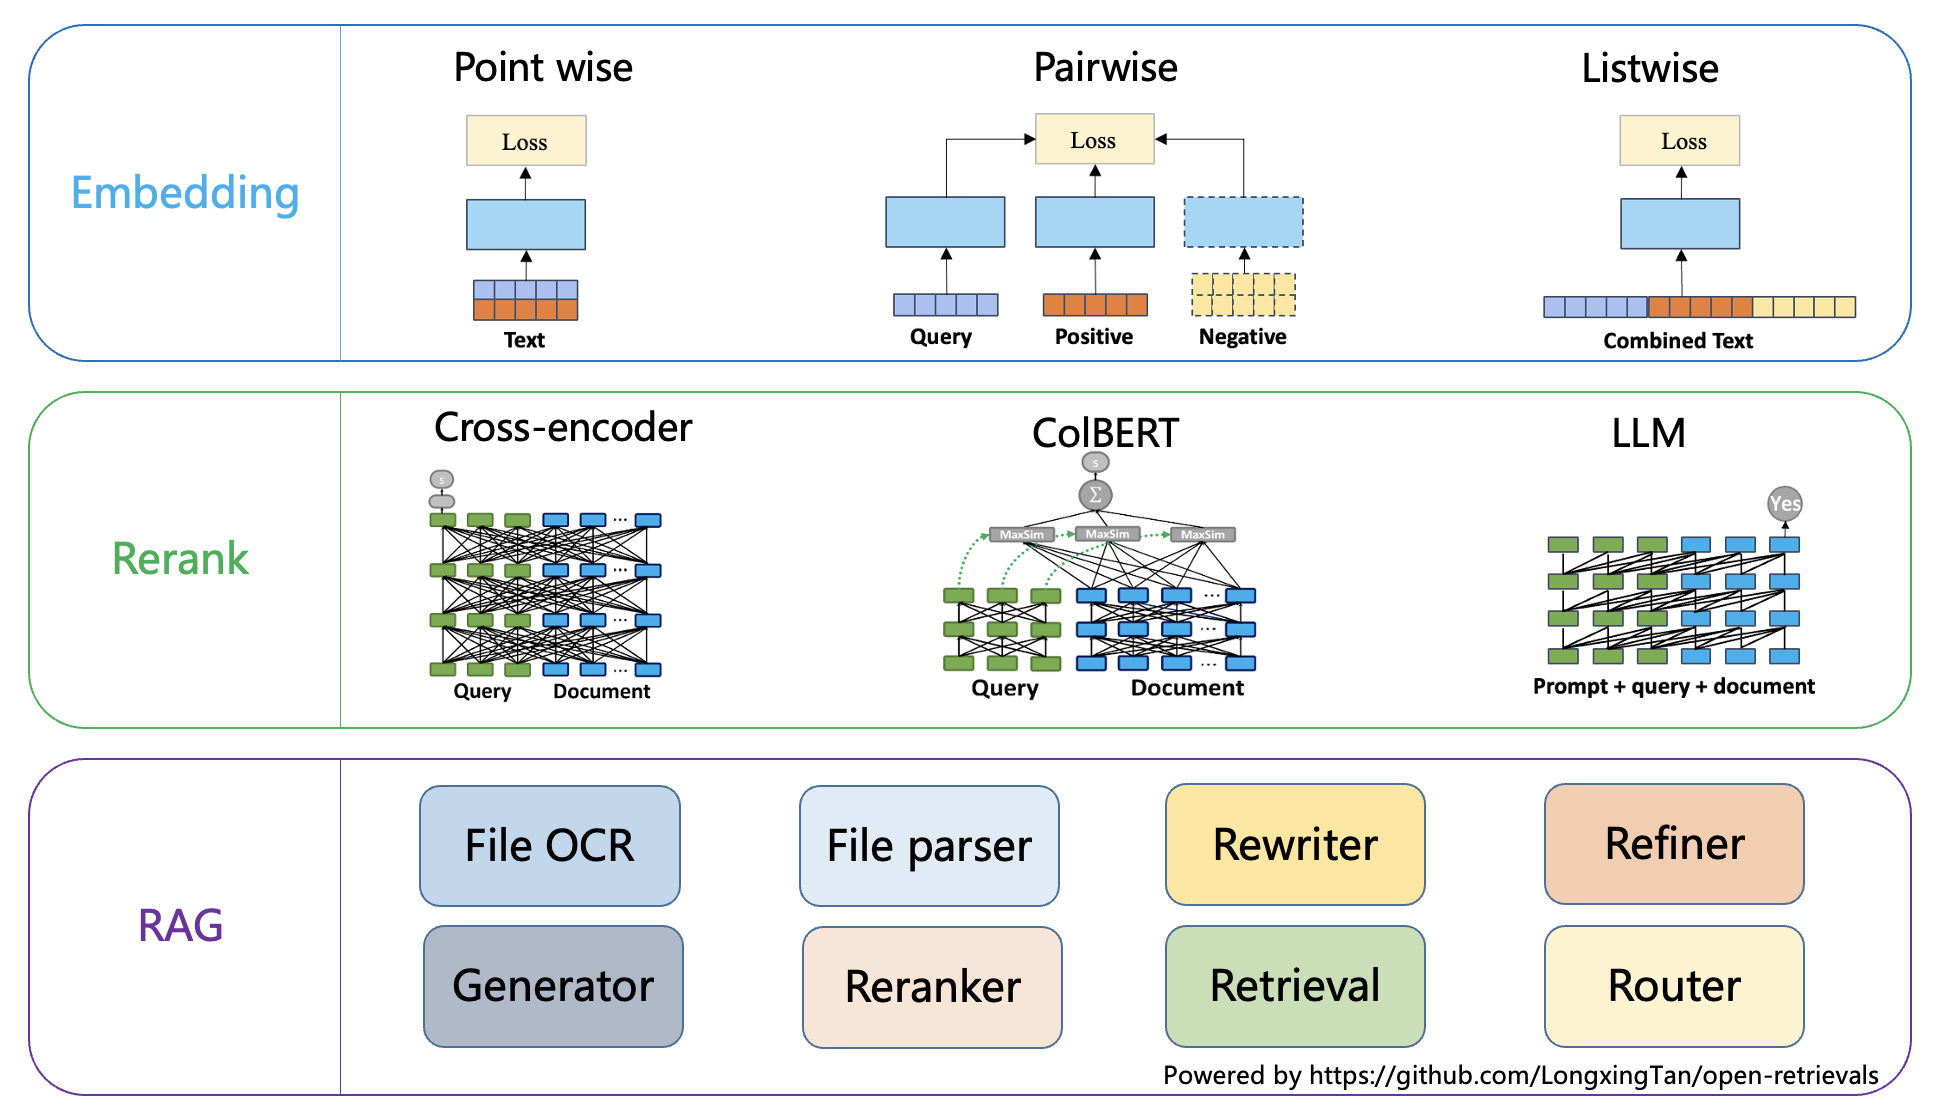 Embedding
Point wise
Loss
Text
Pairwise
Loss
Query
Positive
Negative
Listwise
Loss
Combined Text
Rerank
Cross-encoder
s
...
...
...
...
Query
Document
ColBERT
s
Σ
MaxSim
MaxSim
MaxSim
...
...
...
Query
Document
LLM
Yes
Prompt + query + document
RAG
File OCR
File parser
Rewriter
Refiner
Generator
Reranker
Retrieval
Router
Powered by https://github.com/LongxingTan/open-retrievals